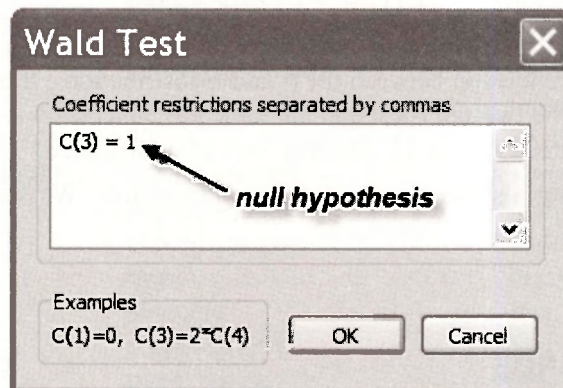 Wald Test
Coefficient restrictions separated by commas
C(3) = 1
null hypothesis
Examples
C(1)=0, C(3)=2*C(4)
OK
Cancel